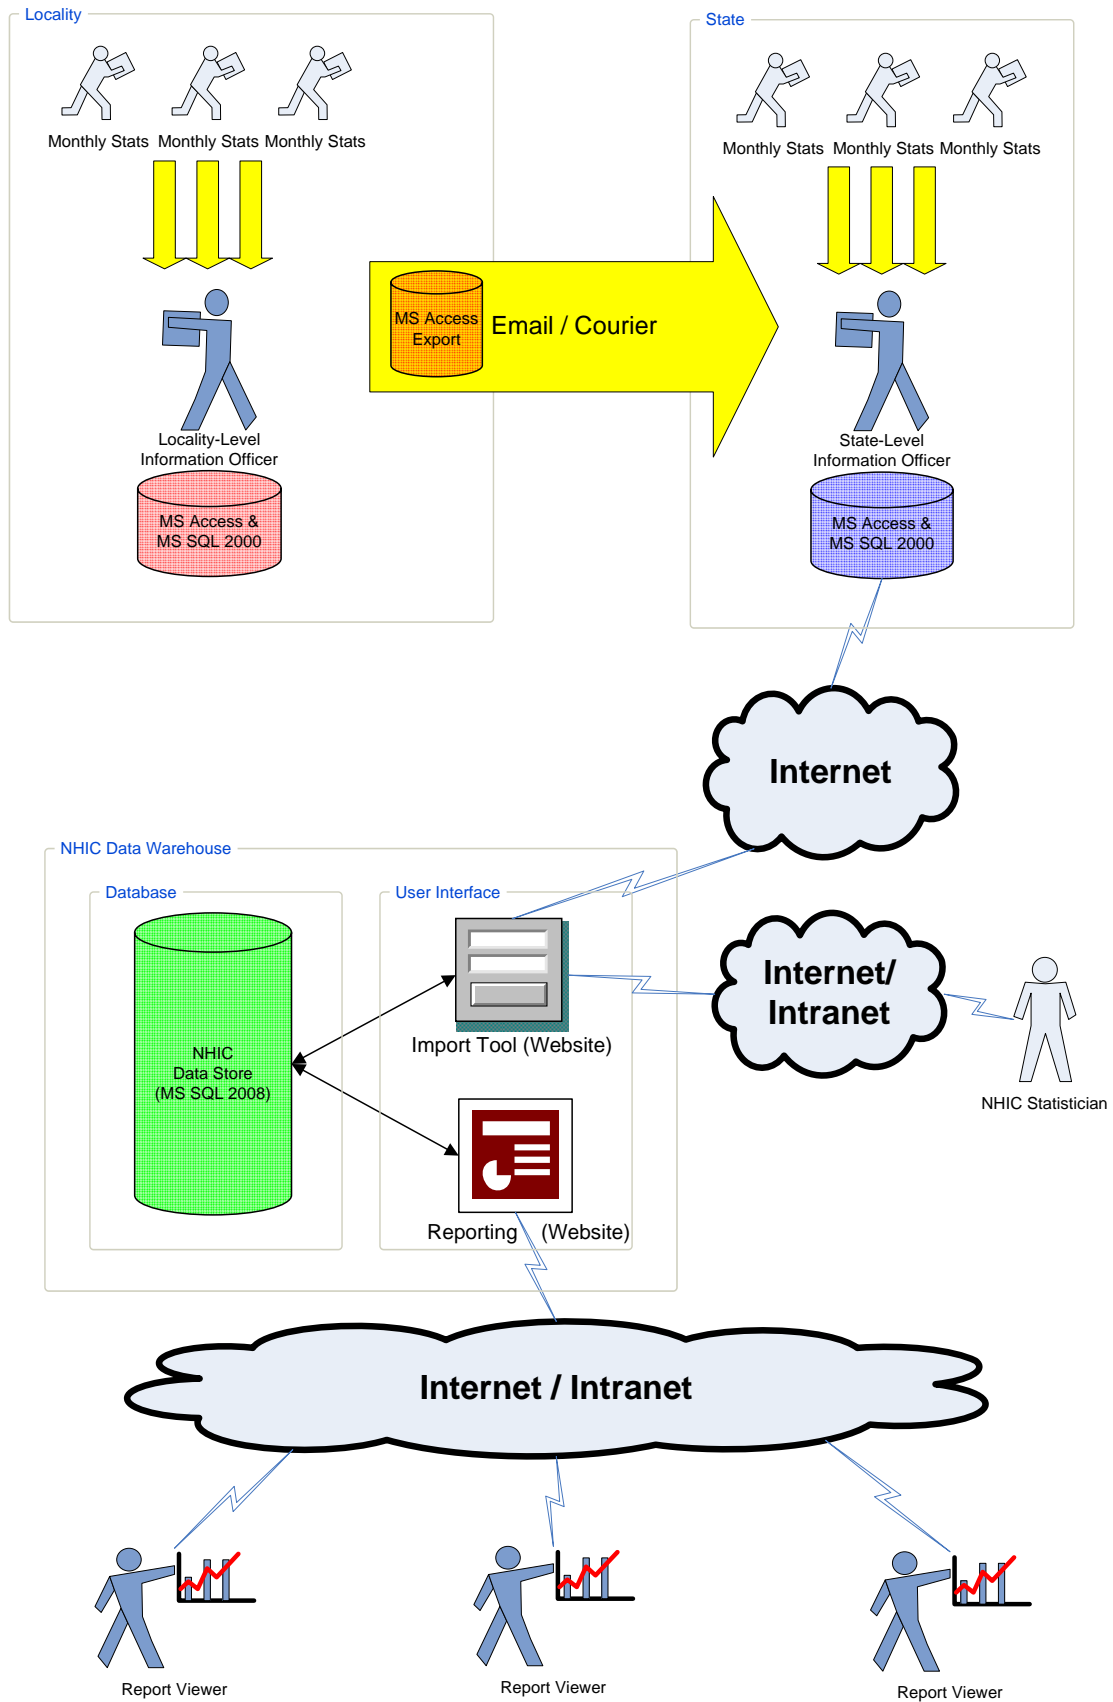 Locality
State
Monthly Stats Monthly Stats Monthly Stats
Monthly Stats Monthly Stats Monthly Stats
MS Access
Export
Email / Courier
Locality-Level
Information Officer
State-Level
Information Officer
MS Access &
MS SQL 2000
MS Access &
MS SQL 2000
Internet
NHIC Data Warehouse
Database
User Interface
NHIC
Data Store
(MS SQL 2008)
Import Tool (Website)
Internet/
Intranet
NHIC Statistician
Reporting (Website)
Internet / Intranet
Report Viewer
Report Viewer
Report Viewer